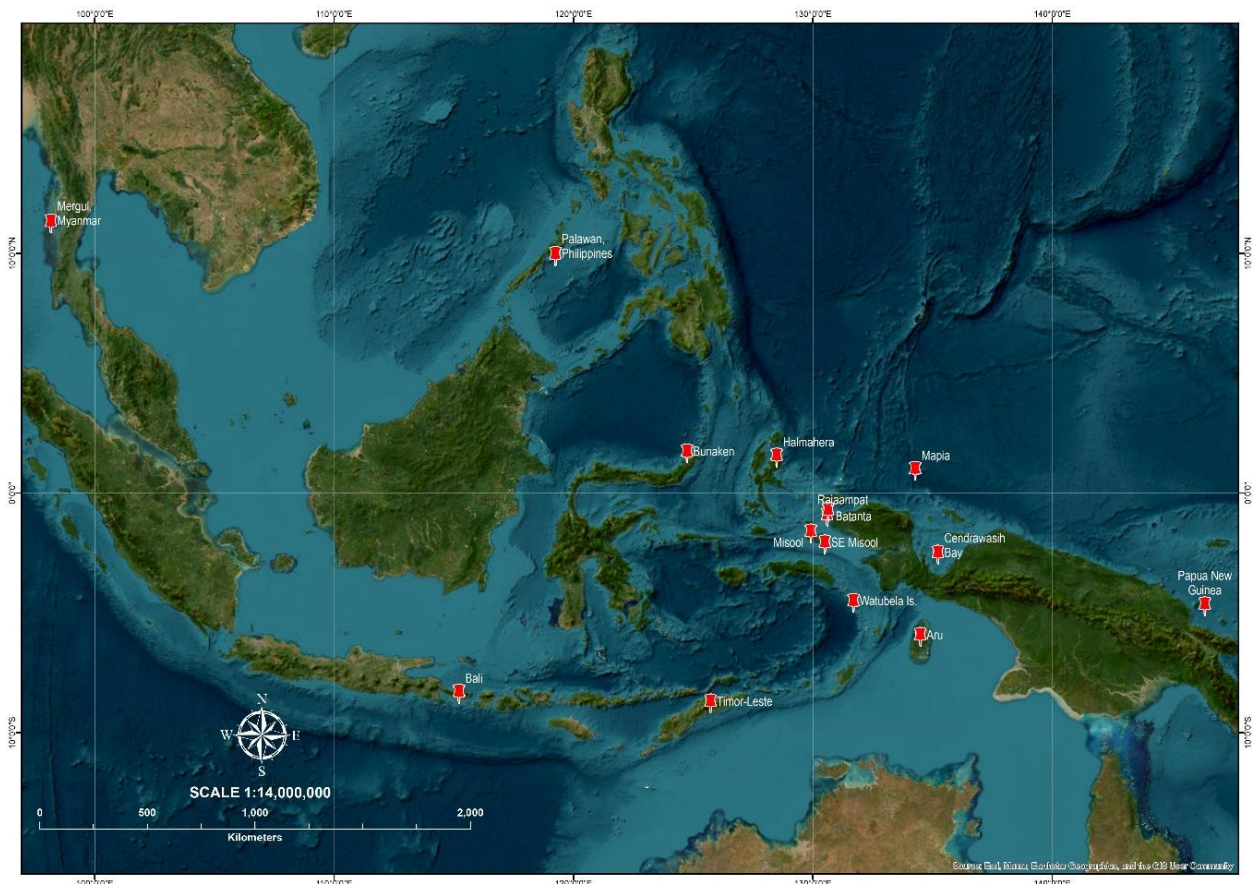 100°0'0"E 110°0'0"E 120°0'0"E 130°0'0"E 140°0'0"E
Mergui,
Myanmar
10°0'0"N
10°0'0"N
Palawan,
Philippines
Bunaken
Halmahera
Mapia
0°0'0"
0°0'0"
Rajaampat
Batanta
Misool
SE Misool
Cendrawasih
Bay
Papua New
Guinea
Watubela Is.
Aru
Bali
Timor-Leste
10°0'0"S
10°0'0"S
N
W E
S
SCALE 1:14,000,000
0 500 1,000 2,000
Kilometers
Source: Esri, Maxar, Earthstar Geographics, and the GIS User Community
100°0'0"E 110°0'0"E 120°0'0"E 130°0'0"E 140°0'0"E